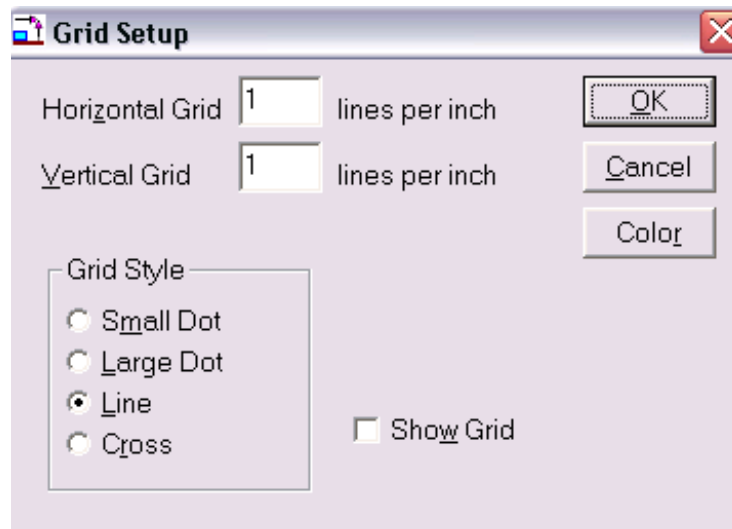 Grid Setup
Horizontal Grid 1 lines per inch OK
Vertical Grid 1 lines per inch Cancel
Color
Grid Style
Small Dot
Large Dot
Line
Cross
Show Grid